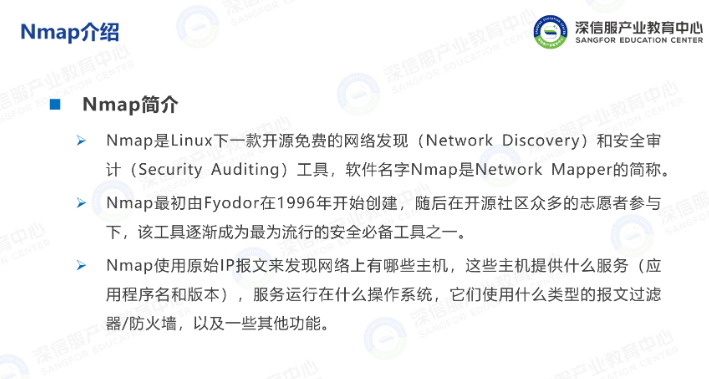 Nmap介绍
深信服产业教育中心
SANGFOR EDUCATION CENTER
Nmap简介
Nmap是Linux下一款开源免费的网络发现（Network Discovery）和安全审
计（Security Auditing）工具，软件名字Nmap是Network Mapper的简称。
Nmap最初由Fyodor在1996年开始创建，随后在开源社区众多的志愿者参与
下，该工具逐渐成为最为流行的安全必备工具之一。
Nmap使用原始IP报文来发现网络上有哪些主机，这些主机提供什么服务（应
用程序名和版本），服务运行在什么操作系统，它们使用什么类型的报文过滤
器/防火墙，以及一些其他功能。